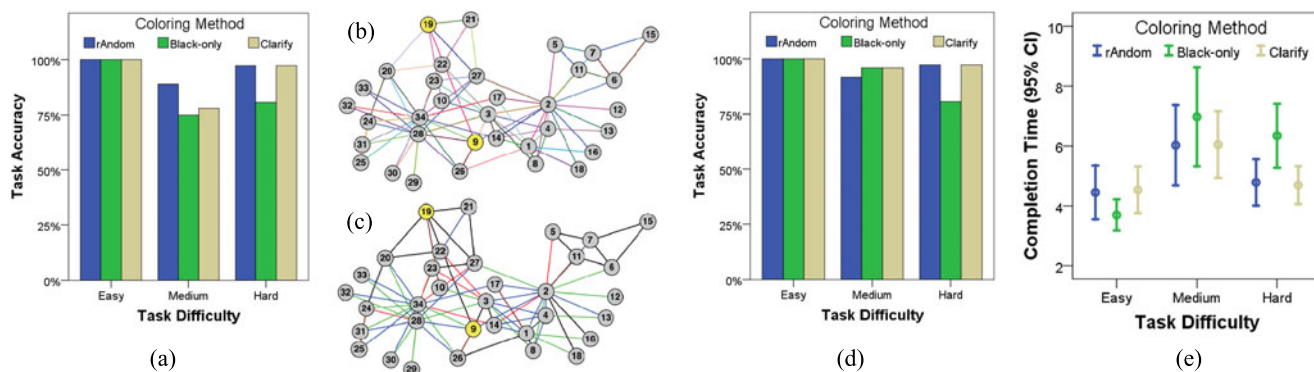 Coloring Method
rAndom Black-only Clarify
100%
75%
50%
25%
0%
Task Accuracy
Easy Medium Hard
Task Difficulty
(a)
(b)
19 21
20 22 27
33 23
32 10 17
24 34 3 2
31 28 9 14 4
25 1
30 29 26 8 18 16
5 7 15
11 6
12
13
(c)
19 21
20 22 27
33 23
32 10 17
24 34 3 2
31 28 9 14 4
25 1
30 29 26 8 18 16
5 7 15
11 6
12
13
Coloring Method
rAndom Black-only Clarify
100%
75%
50%
25%
0%
Task Accuracy
Easy Medium Hard
Task Difficulty
(d)
Coloring Method
rAndom Black-only Clarify
10
8
6
4
2
Completion Time (95% CI)
Easy Medium Hard
Task Difficulty
(e)